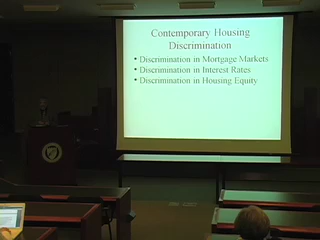 Contemporary Housing
Discrimination
• Discrimination in Mortgage Markets
• Discrimination in Interest Rates
• Discrimination in Housing Equity